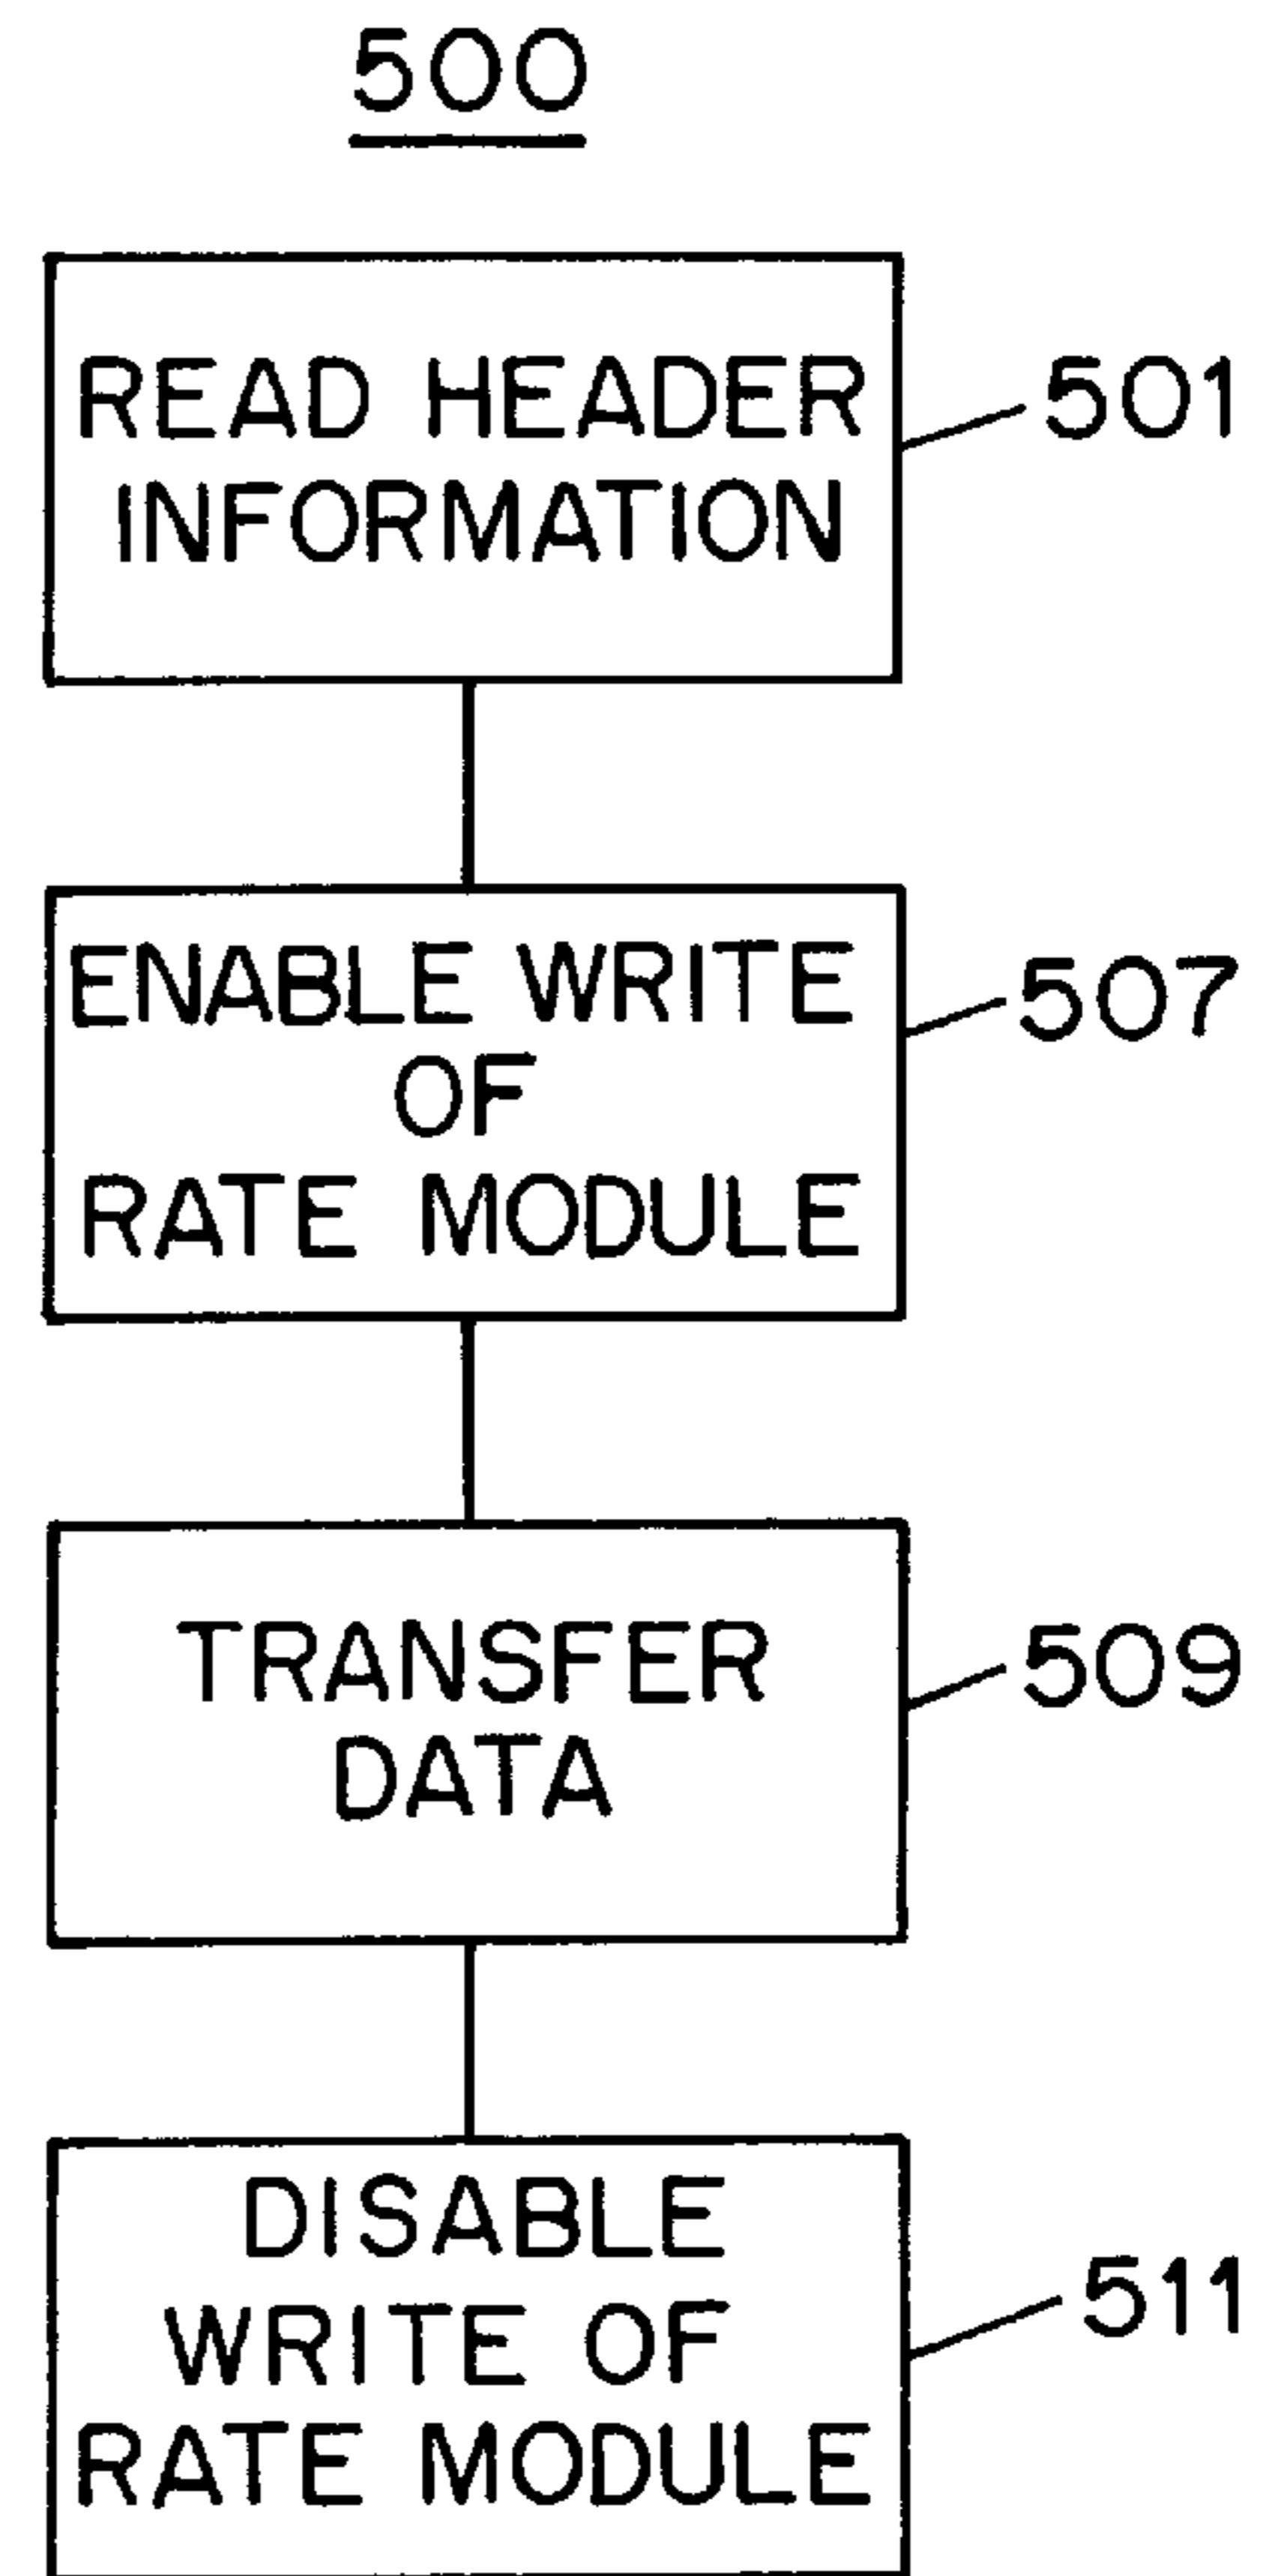 500
READ HEADER
INFORMATION
501
ENABLE WRITE
OF
RATE MODULE
507
TRANSFER
DATA
509
DISABLE
WRITE OF
RATE MODULE
511